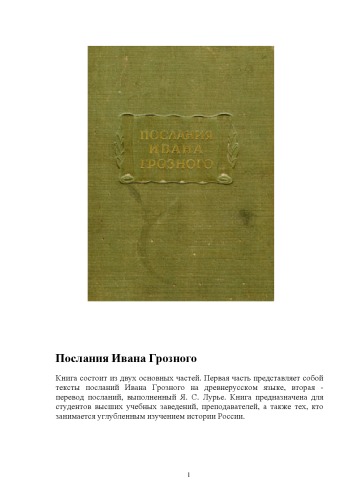 ПОСЛАНИЯ
ИВАНА
ГРОЗНОГО
Послания Ивана Грозного
Книга состоит из двух основных частей. Первая часть представляет собой
тексты посланий Ивана Грозного на древнерусском языке, вторая -
перевод посланий, выполненный Я. С. Лурье. Книга предназначена для
студентов высших учебных заведений, преподавателей, а также тех, кто
занимается углубленным изучением истории России.
1